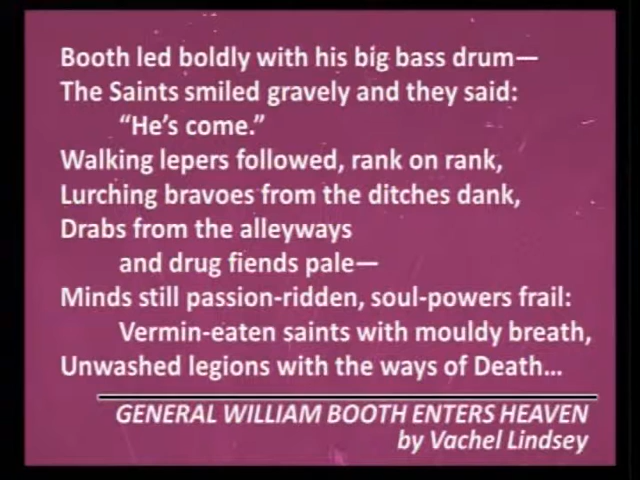 Booth led boldly with his big bass drum—
The Saints smiled gravely and they said:
“He’s come.”
Walking lepers followed, rank on rank,
Lurching bravoes from the ditches dank,
Drabs from the alleyways
and drug fiends pale—
Minds still passion-ridden, soul-powers frail:
Vermin-eaten saints with mouldy breath,
Unwashed legions with the ways of Death...
GENERAL WILLIAM BOOTH ENTERS HEAVEN
by Vachel Lindsey